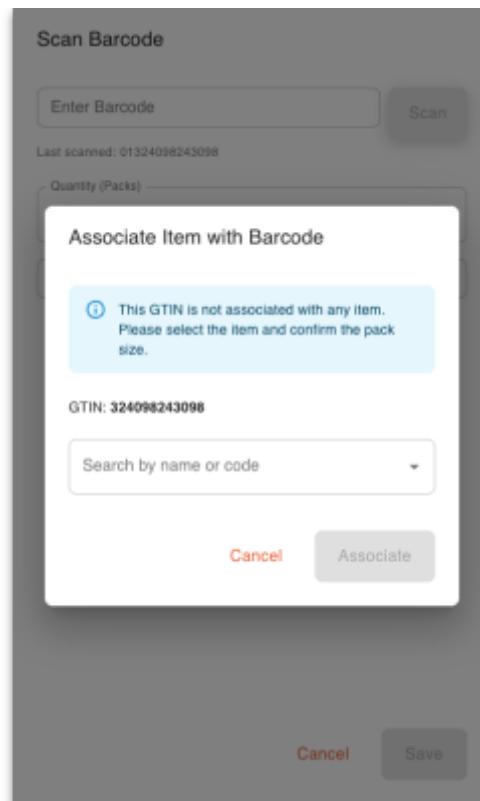 Scan Barcode
Enter Barcode
Scan
Last scanned: 01324098243098
Quantity (Packs)
Associate Item with Barcode
This GTIN is not associated with any item.
Please select the item and confirm the pack
size.
GTIN: 324098243098
Search by name or code
Cancel
Associate
Cancel
Save